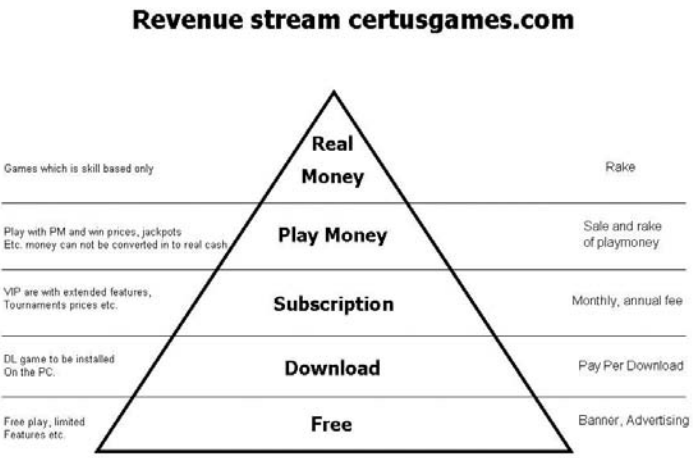 Revenue stream certusgames.com
Real
Money
Games which is skill based only
Rake
Play with PM and win prices, jackpots
Etc. money can not be converted in to real cash
Play Money
Sale and rake
of playmoney
VIP are with extended features,
Tournaments prices etc.
Subscription
Monthly, annual fee
DL game to be installed
On the PC.
Download
Pay Per Download
Free play, limited
Features etc.
Free
Banner, Advertising